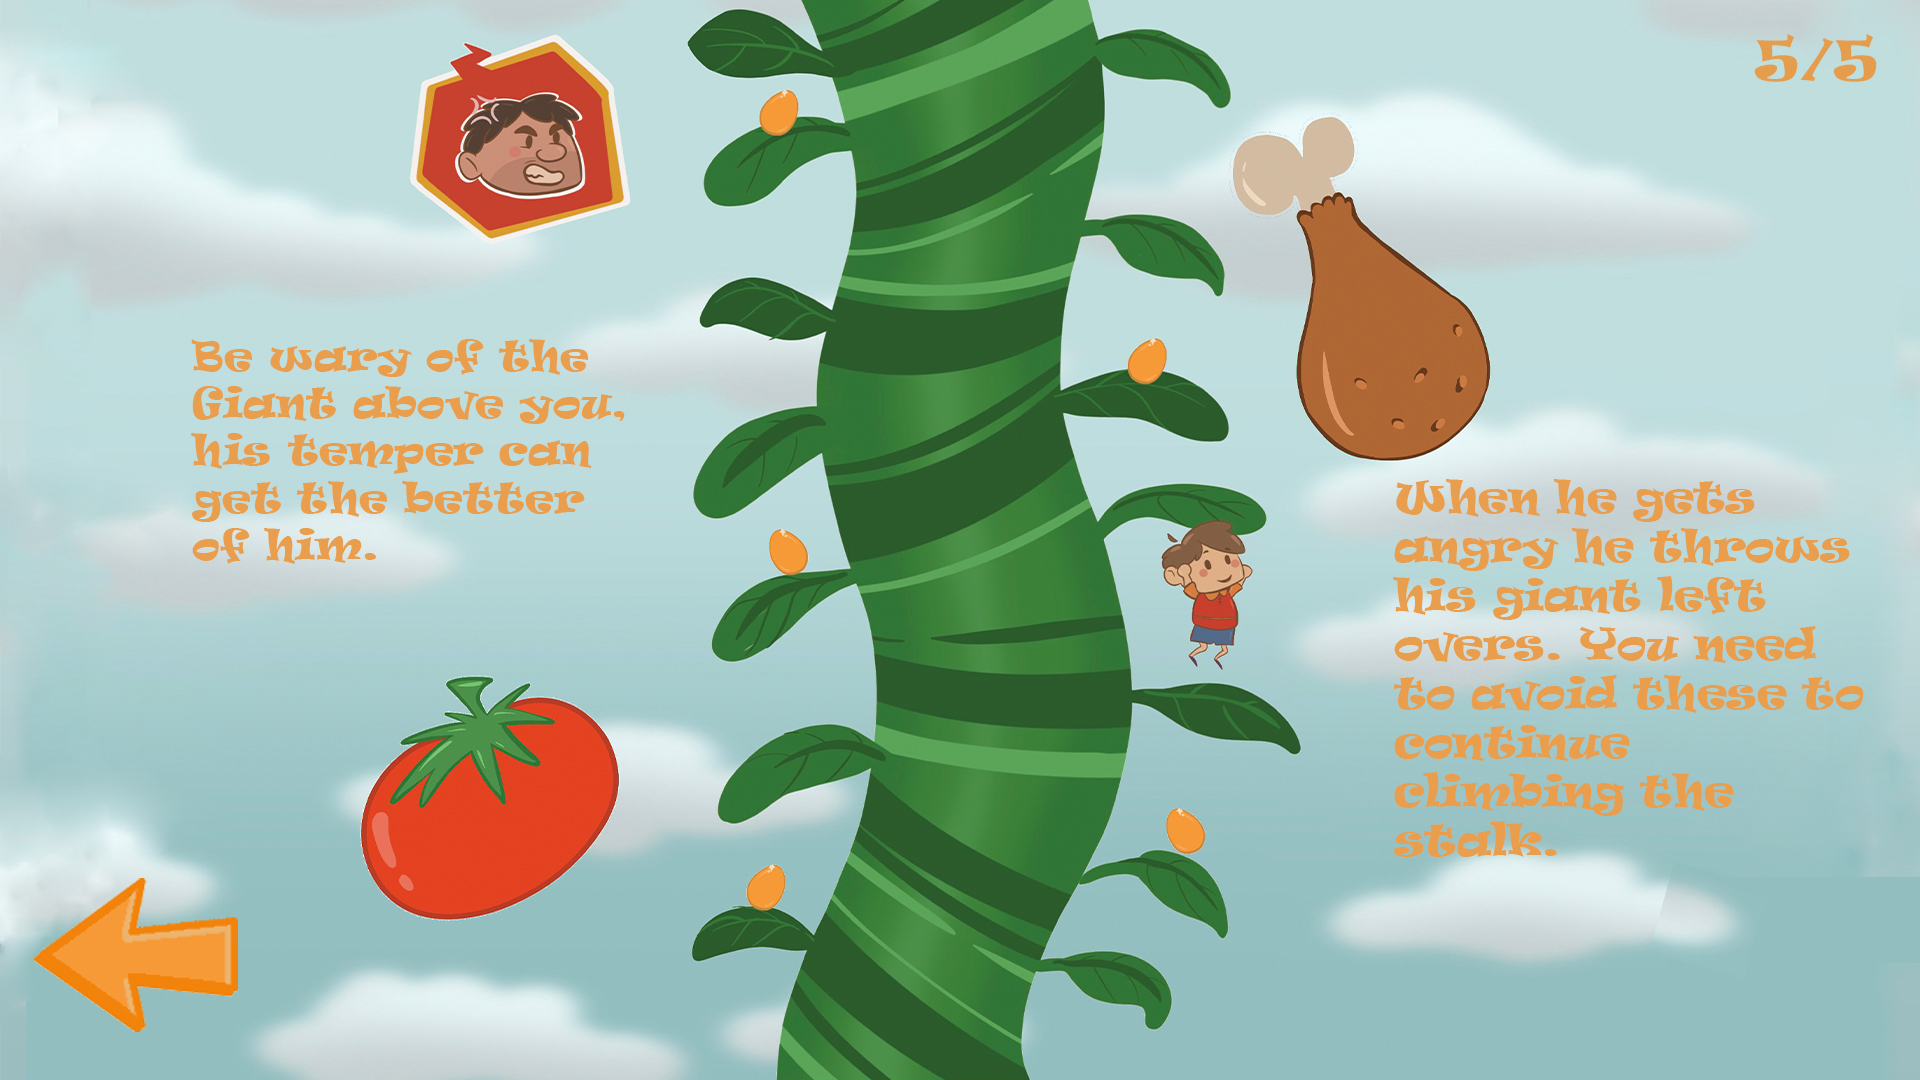 5/5
Be wary of the
Giant above you,
his temper can
get the better
of him.
When he gets
angry he throws
his giant left
overs. You need
to avoid these to
continue
climbing the
stalk.